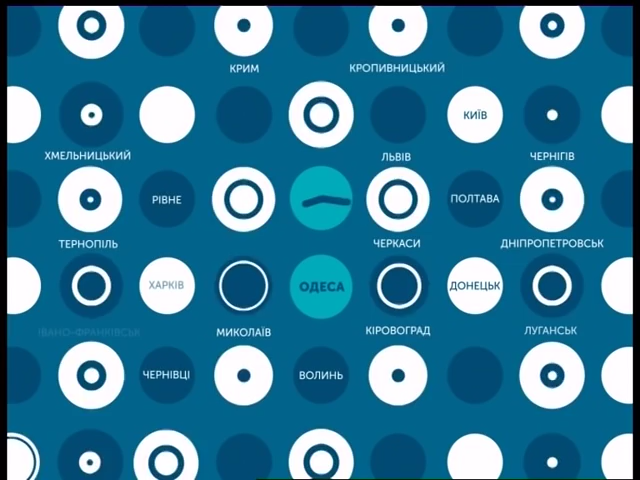 КРИМ
КРОПИВНИЦЬКИЙ
КИЇВ
ХМЕЛЬНИЦЬКИЙ
ЛЬВІВ
ЧЕРНІГІВ
РІВНЕ
ПОЛТАВА
ТЕРНОПІЛЬ
ЧЕРКАСИ
ДНІПРОПЕТРОВСЬК
ХАРКІВ
ОДЕСА
ДОНЕЦЬК
ІВАНО-ФРАНКІВСЬК
МИКОЛАЇВ
КІРОВОГРАД
ЛУГАНСЬК
ЧЕРНІВЦІ
ВОЛИНЬ